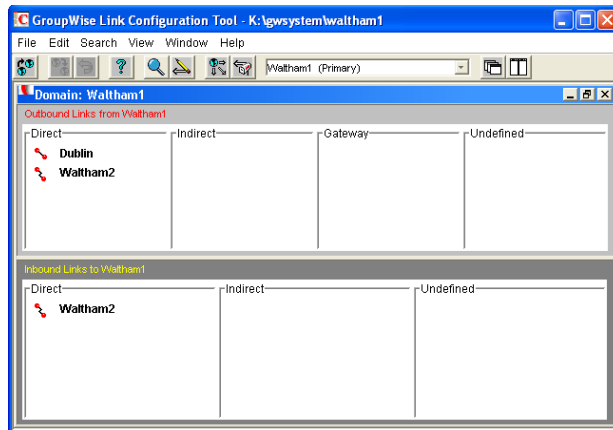 GroupWise Link Configuration Tool - K:\gwsystem\waltham1
File Edit Search View Window Help
Waltham1 (Primary)
Domain: Waltham1
Outbound Links from Waltham1
Direct Indirect Gateway Undefined
Dublin
Waltham2
Inbound Links to Waltham1
Direct Indirect Undefined
Waltham2